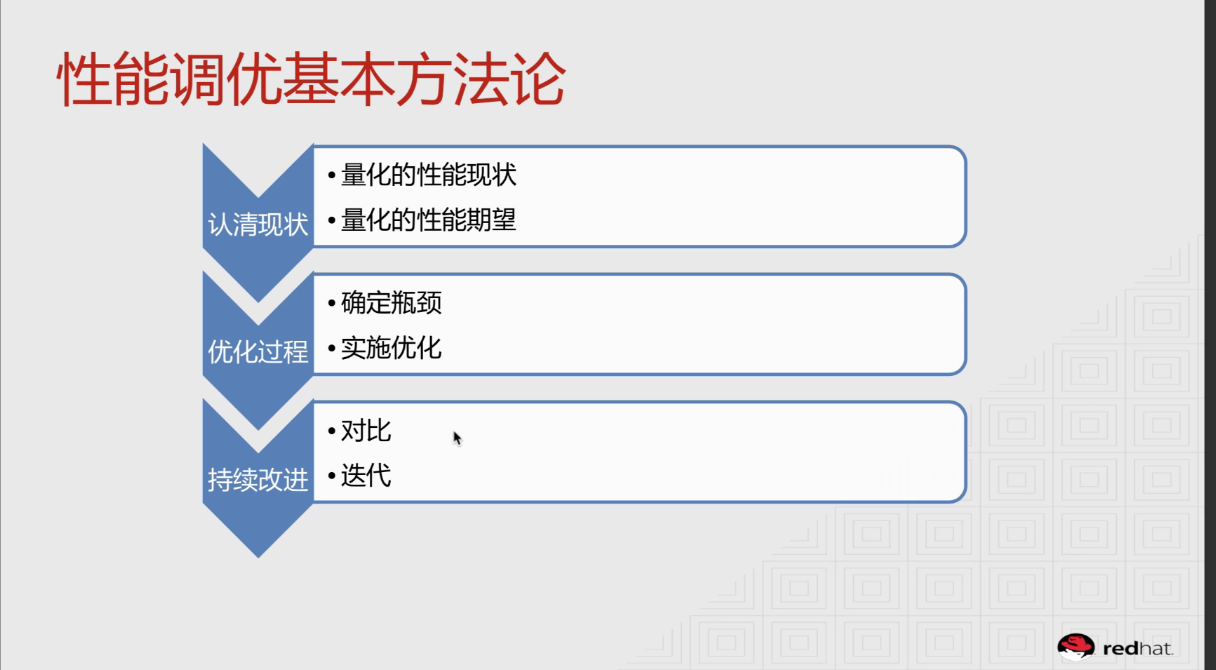 性能调优基本方法论
认清现状
• 量化的性能现状
• 量化的性能期望
优化过程
• 确定瓶颈
• 实施优化
持续改进
• 对比
• 迭代
redhat.